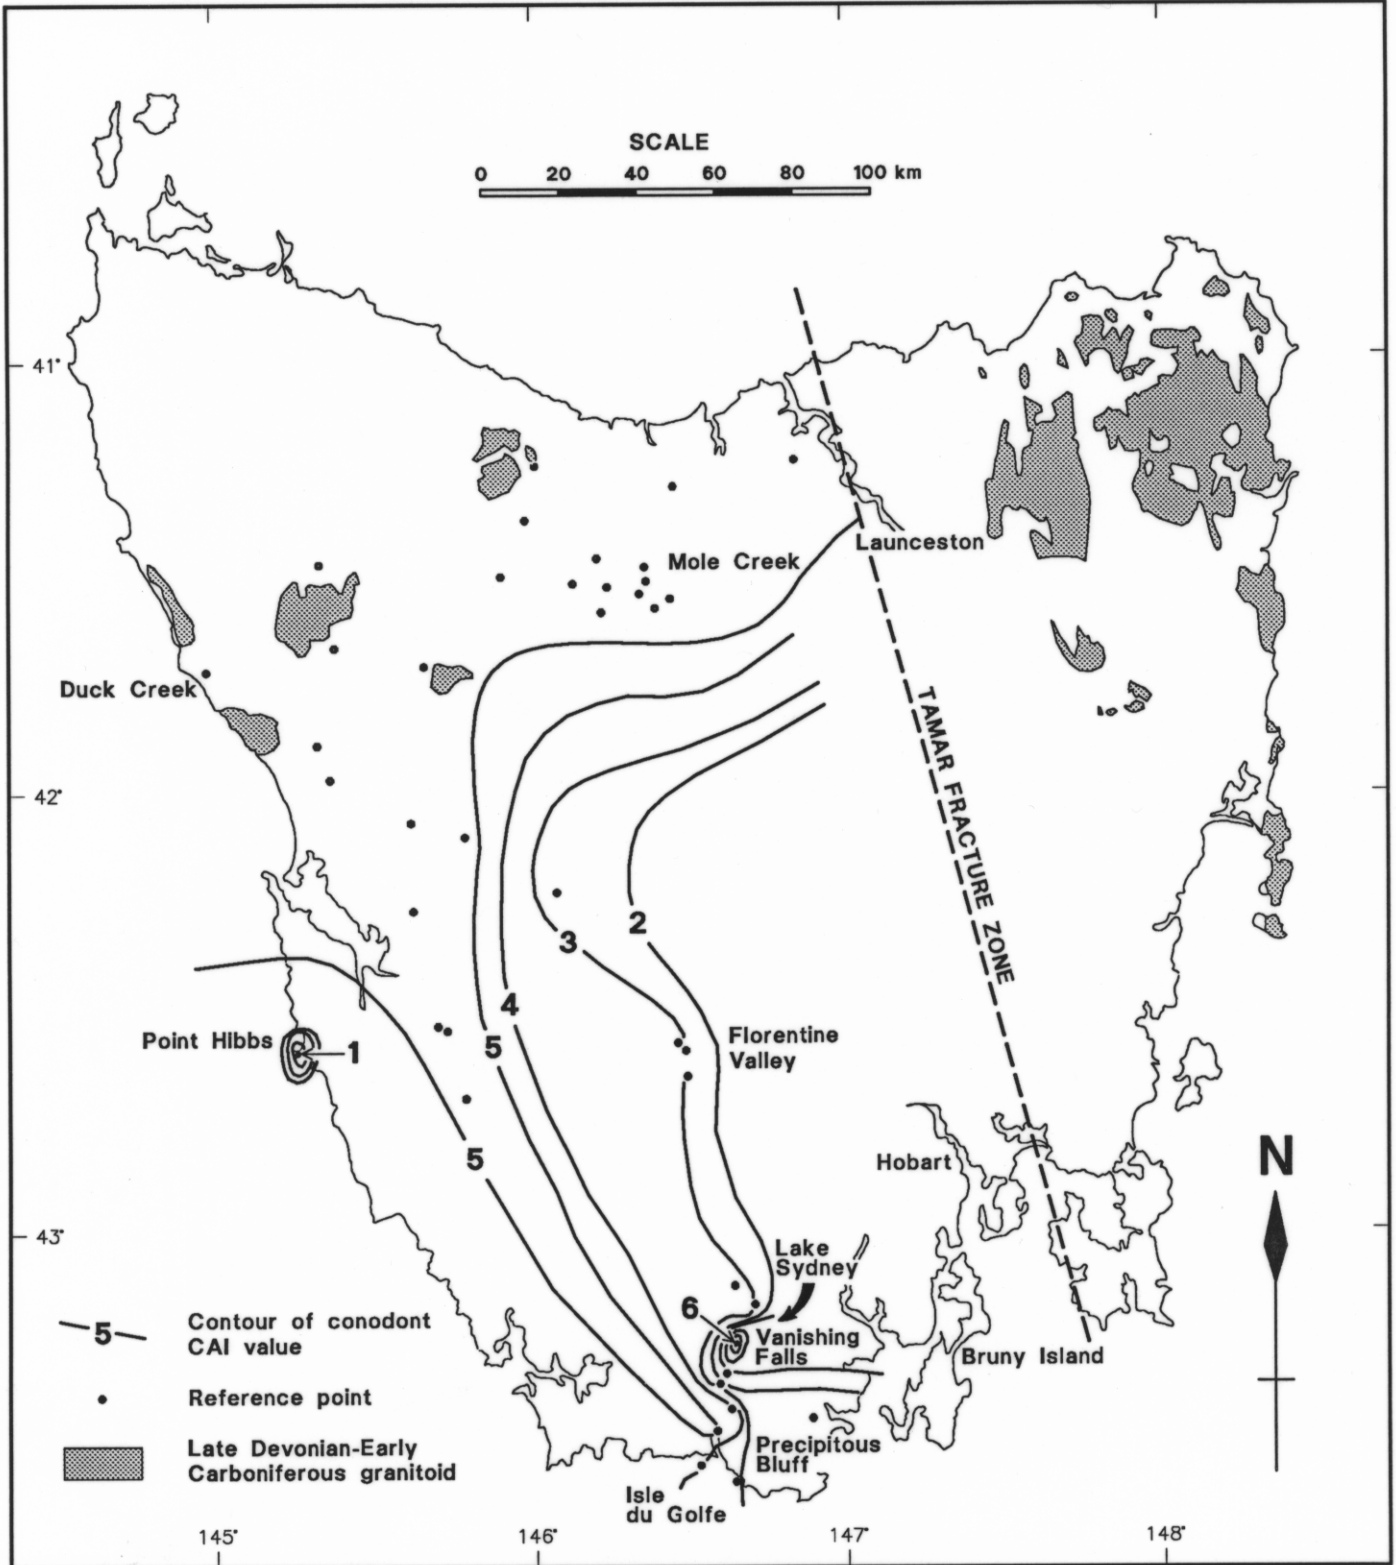 SCALE
0 20 40 60 80 100 km
41°
Launceston
Mole Creek
Duck Creek
TAMAR FRACTURE ZONE
42°
2
3
4
Point Hibbs
1
5
Florentine
Valley
5
Hobart
N
43°
Lake
Sydney
6
Vanishing
Falls
Bruny Island
5
Contour of conodont
CAI value
Reference point
Late Devonian-Early
Carboniferous granitoid
Precipitous
Bluff
Isle
du Golfe
145°
146°
147°
148°